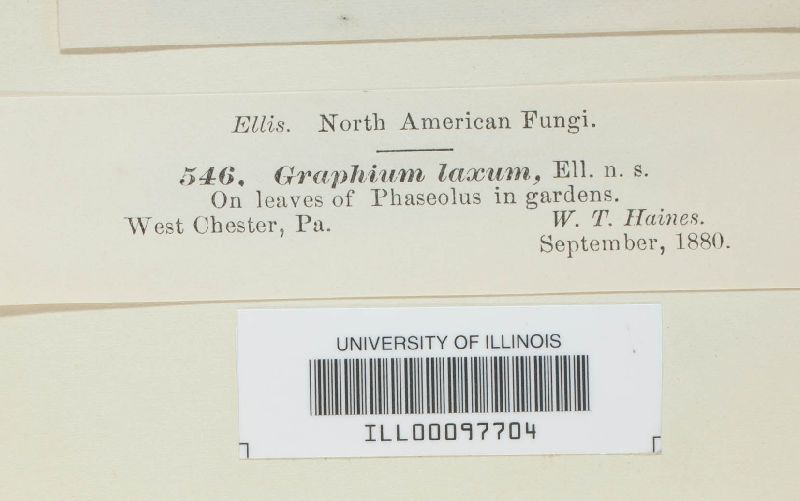 Ellis. North American Fungi.
546. Graphium laxum, Ell. n. s.
On leaves of Phaseolus in gardens.
West Chester, Pa. W. T. Haines.
September, 1880.
UNIVERSITY OF ILLINOIS
ILL00097704